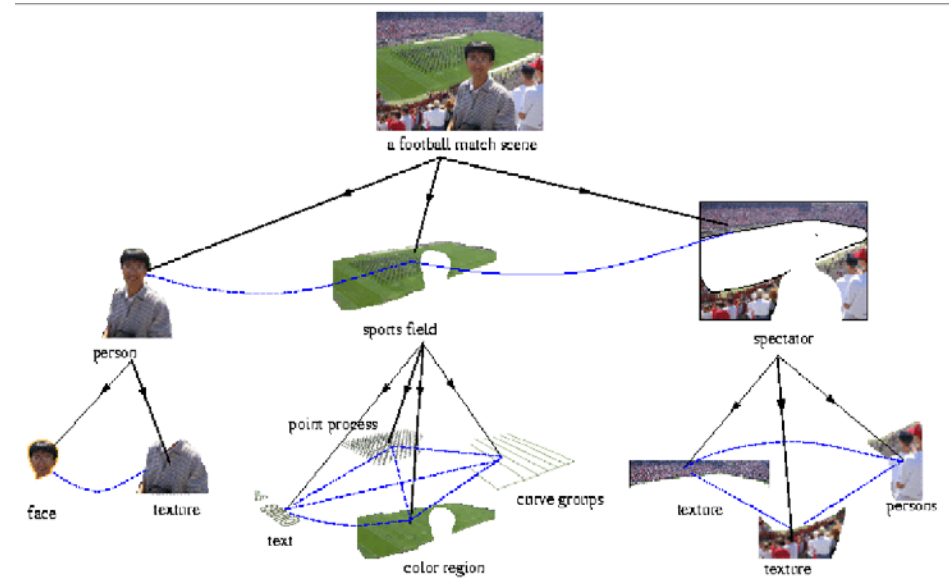 a football match scene
sports field
person
spectator
point process
face
texture
curve groups
texture
persons
text
color region
texture